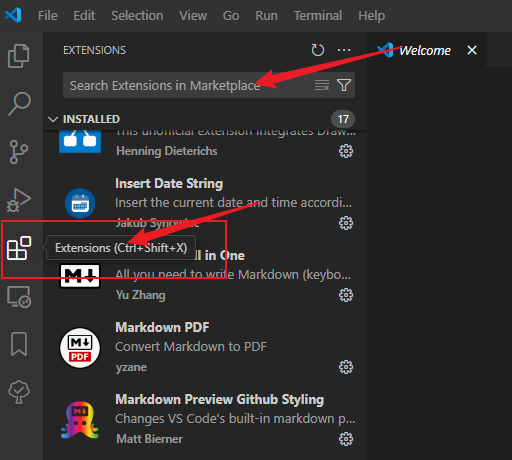 File Edit Selection View Go Run Terminal Help
EXTENSIONS
Welcome
Search Extensions in Marketplace
INSTALLED 17
This unofficial extension integrates Draw...
Henning Dieterichs
Insert Date String
Insert the current date and time accordi...
Jakub Synowiec
Extensions (Ctrl+Shift+X)
ll in One
All you need to write Markdown (keybo...
Yu Zhang
Markdown PDF
Convert Markdown to PDF
PDF
yzane
Markdown Preview Github Styling
Changes VS Code's built-in markdown p...
Matt Bierner